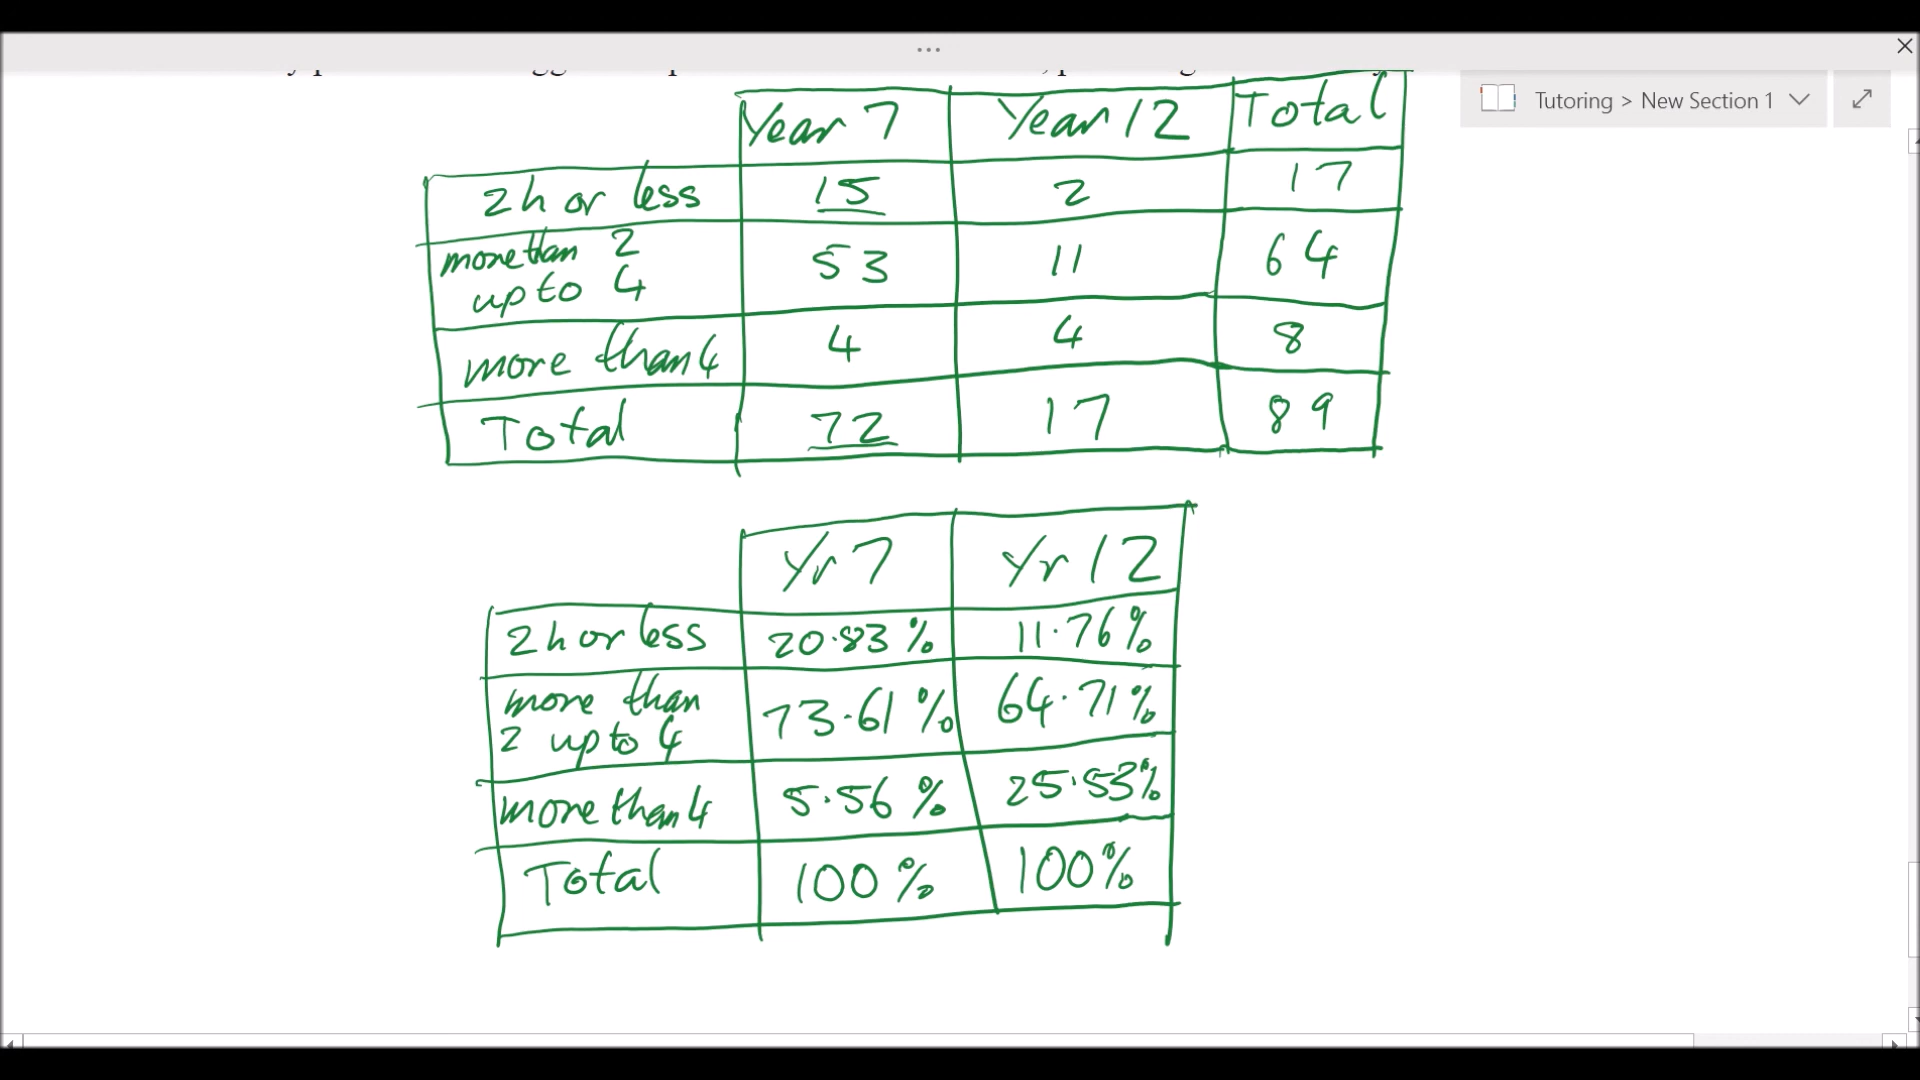 Tutoring > New Section 1
Year 7 Year 12 Total
2h or less 15 2 17
more than 2
up to 4 53 11 64
more than 4 4 4 8
Total 72 17 89
Yr 7 Yr 12
2h or less 20.83% 11.76%
more than
2 up to 4 73.61% 64.71%
more than 4 5.56% 25.53%
Total 100% 100%